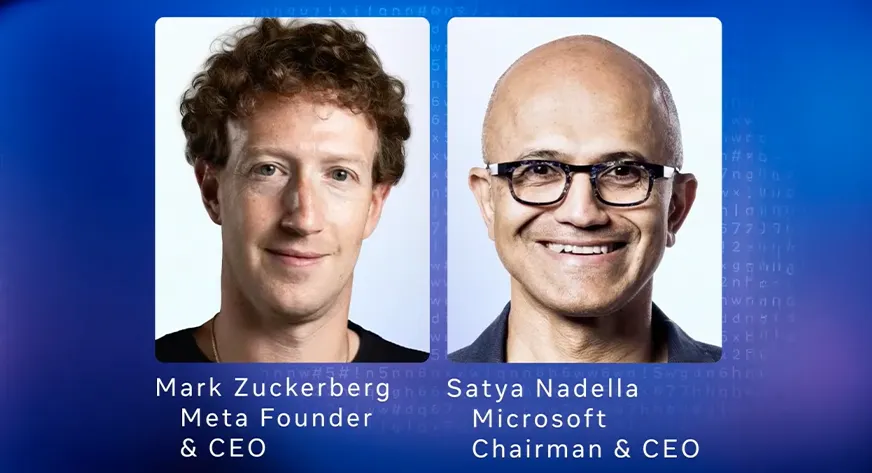 Mark Zuckerberg
Meta Founder
& CEO
Satya Nadella
Microsoft
Chairman & CEO